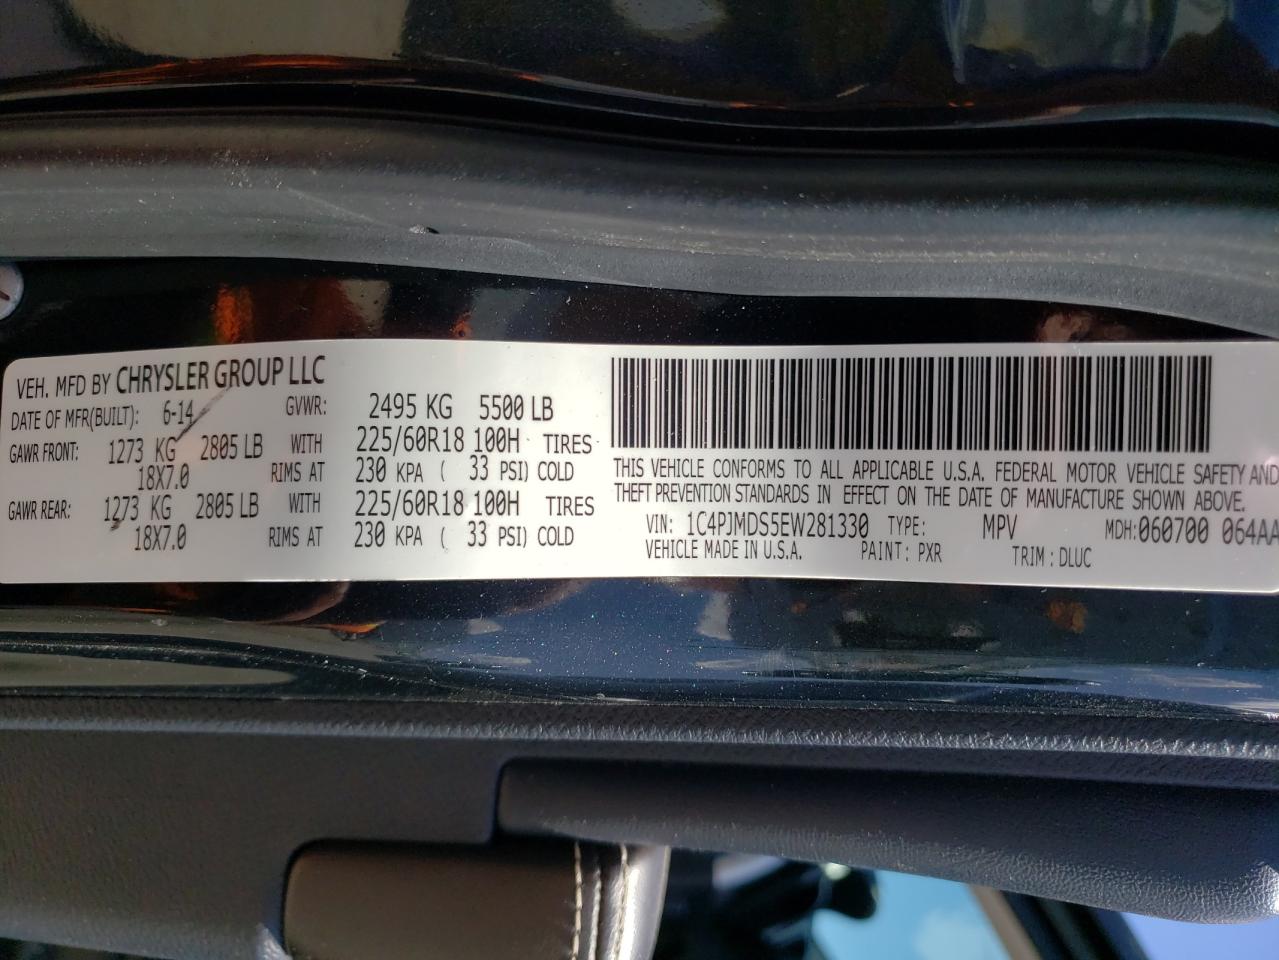 VEH. MFD BY CHRYSLER GROUP LLC
DATE OF MFR(BUILT): 6-14 GVWR: 2495 KG 5500 LB
GAWR FRONT: 1273 KG 2805 LB WITH 225/60R18 100H TIRES
18X7.0 RIMS AT 230 KPA ( 33 PSI) COLD
GAWR REAR: 1273 KG 2805 LB WITH 225/60R18 100H TIRES
18X7.0 RIMS AT 230 KPA ( 33 PSI) COLD
THIS VEHICLE CONFORMS TO ALL APPLICABLE U.S.A. FEDERAL MOTOR VEHICLE SAFETY AND
THEFT PREVENTION STANDARDS IN EFFECT ON THE DATE OF MANUFACTURE SHOWN ABOVE.
VIN: 1C4PJMDS5EW281330 TYPE: MPV MDH:060700 064AA
VEHICLE MADE IN U.S.A. PAINT: PXR TRIM: DLUC